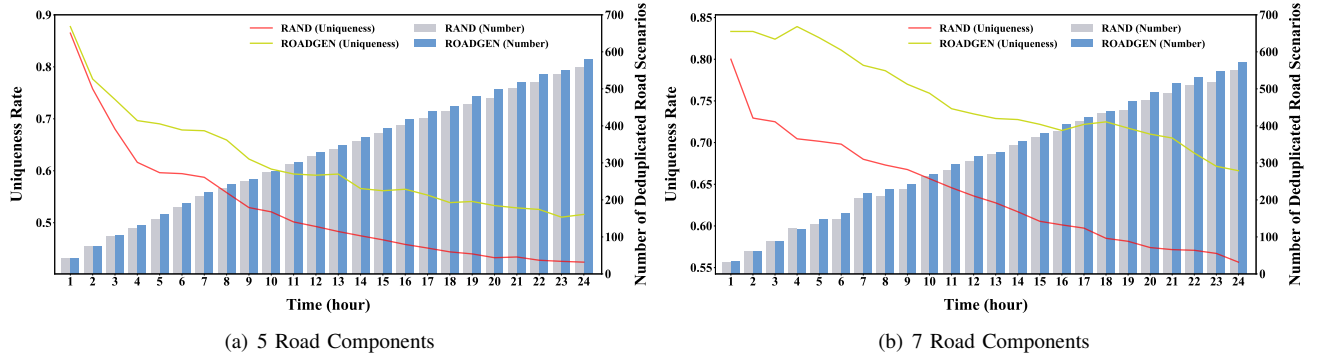 RAND (Uniqueness) RAND (Number)
ROADGEN (Uniqueness) ROADGEN (Number)
Uniqueness Rate
0.9
0.8
0.7
0.6
0.5
700
600
500
400
300
200
100
0
Number of Deduplicated Road Scenarios
1 2 3 4 5 6 7 8 9 10 11 12 13 14 15 16 17 18 19 20 21 22 23 24
Time (hour)
(a) 5 Road Components
RAND (Uniqueness) RAND (Number)
ROADGEN (Uniqueness) ROADGEN (Number)
Uniqueness Rate
0.85
0.80
0.75
0.70
0.65
0.60
0.55
700
600
500
400
300
200
100
0
Number of Deduplicated Road Scenarios
1 2 3 4 5 6 7 8 9 10 11 12 13 14 15 16 17 18 19 20 21 22 23 24
Time (hour)
(b) 7 Road Components